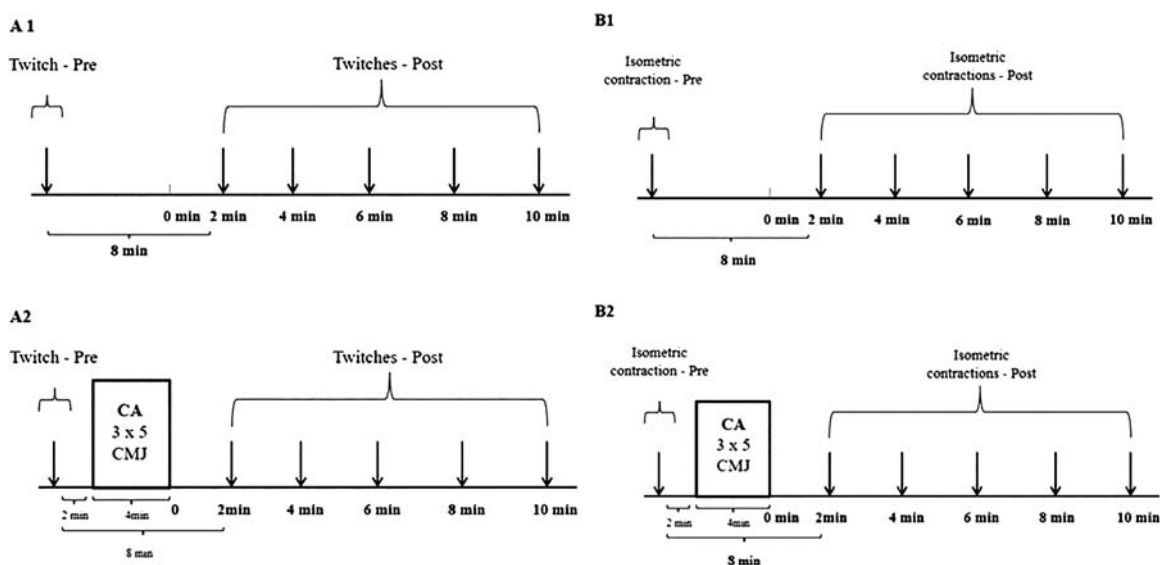 A 1
Twitch - Pre
Twitches - Post
0 min 2 min 4 min 6 min 8 min 10 min
8 min
B1
Isometric
contraction - Pre
Isometric
contractions - Post
0 min 2 min 4 min 6 min 8 min 10 min
8 min
A2
Twitch - Pre
Twitches - Post
CA
3 x 5
CMJ
2 min 4min 0 2min 4 min 6 min 8 min 10 min
8 min
B2
Isometric
contraction - Pre
Isometric
contractions - Post
CA
3 x 5
CMJ
2 min 4min 0 min 2min 4 min 6 min 8 min 10 min
8 min